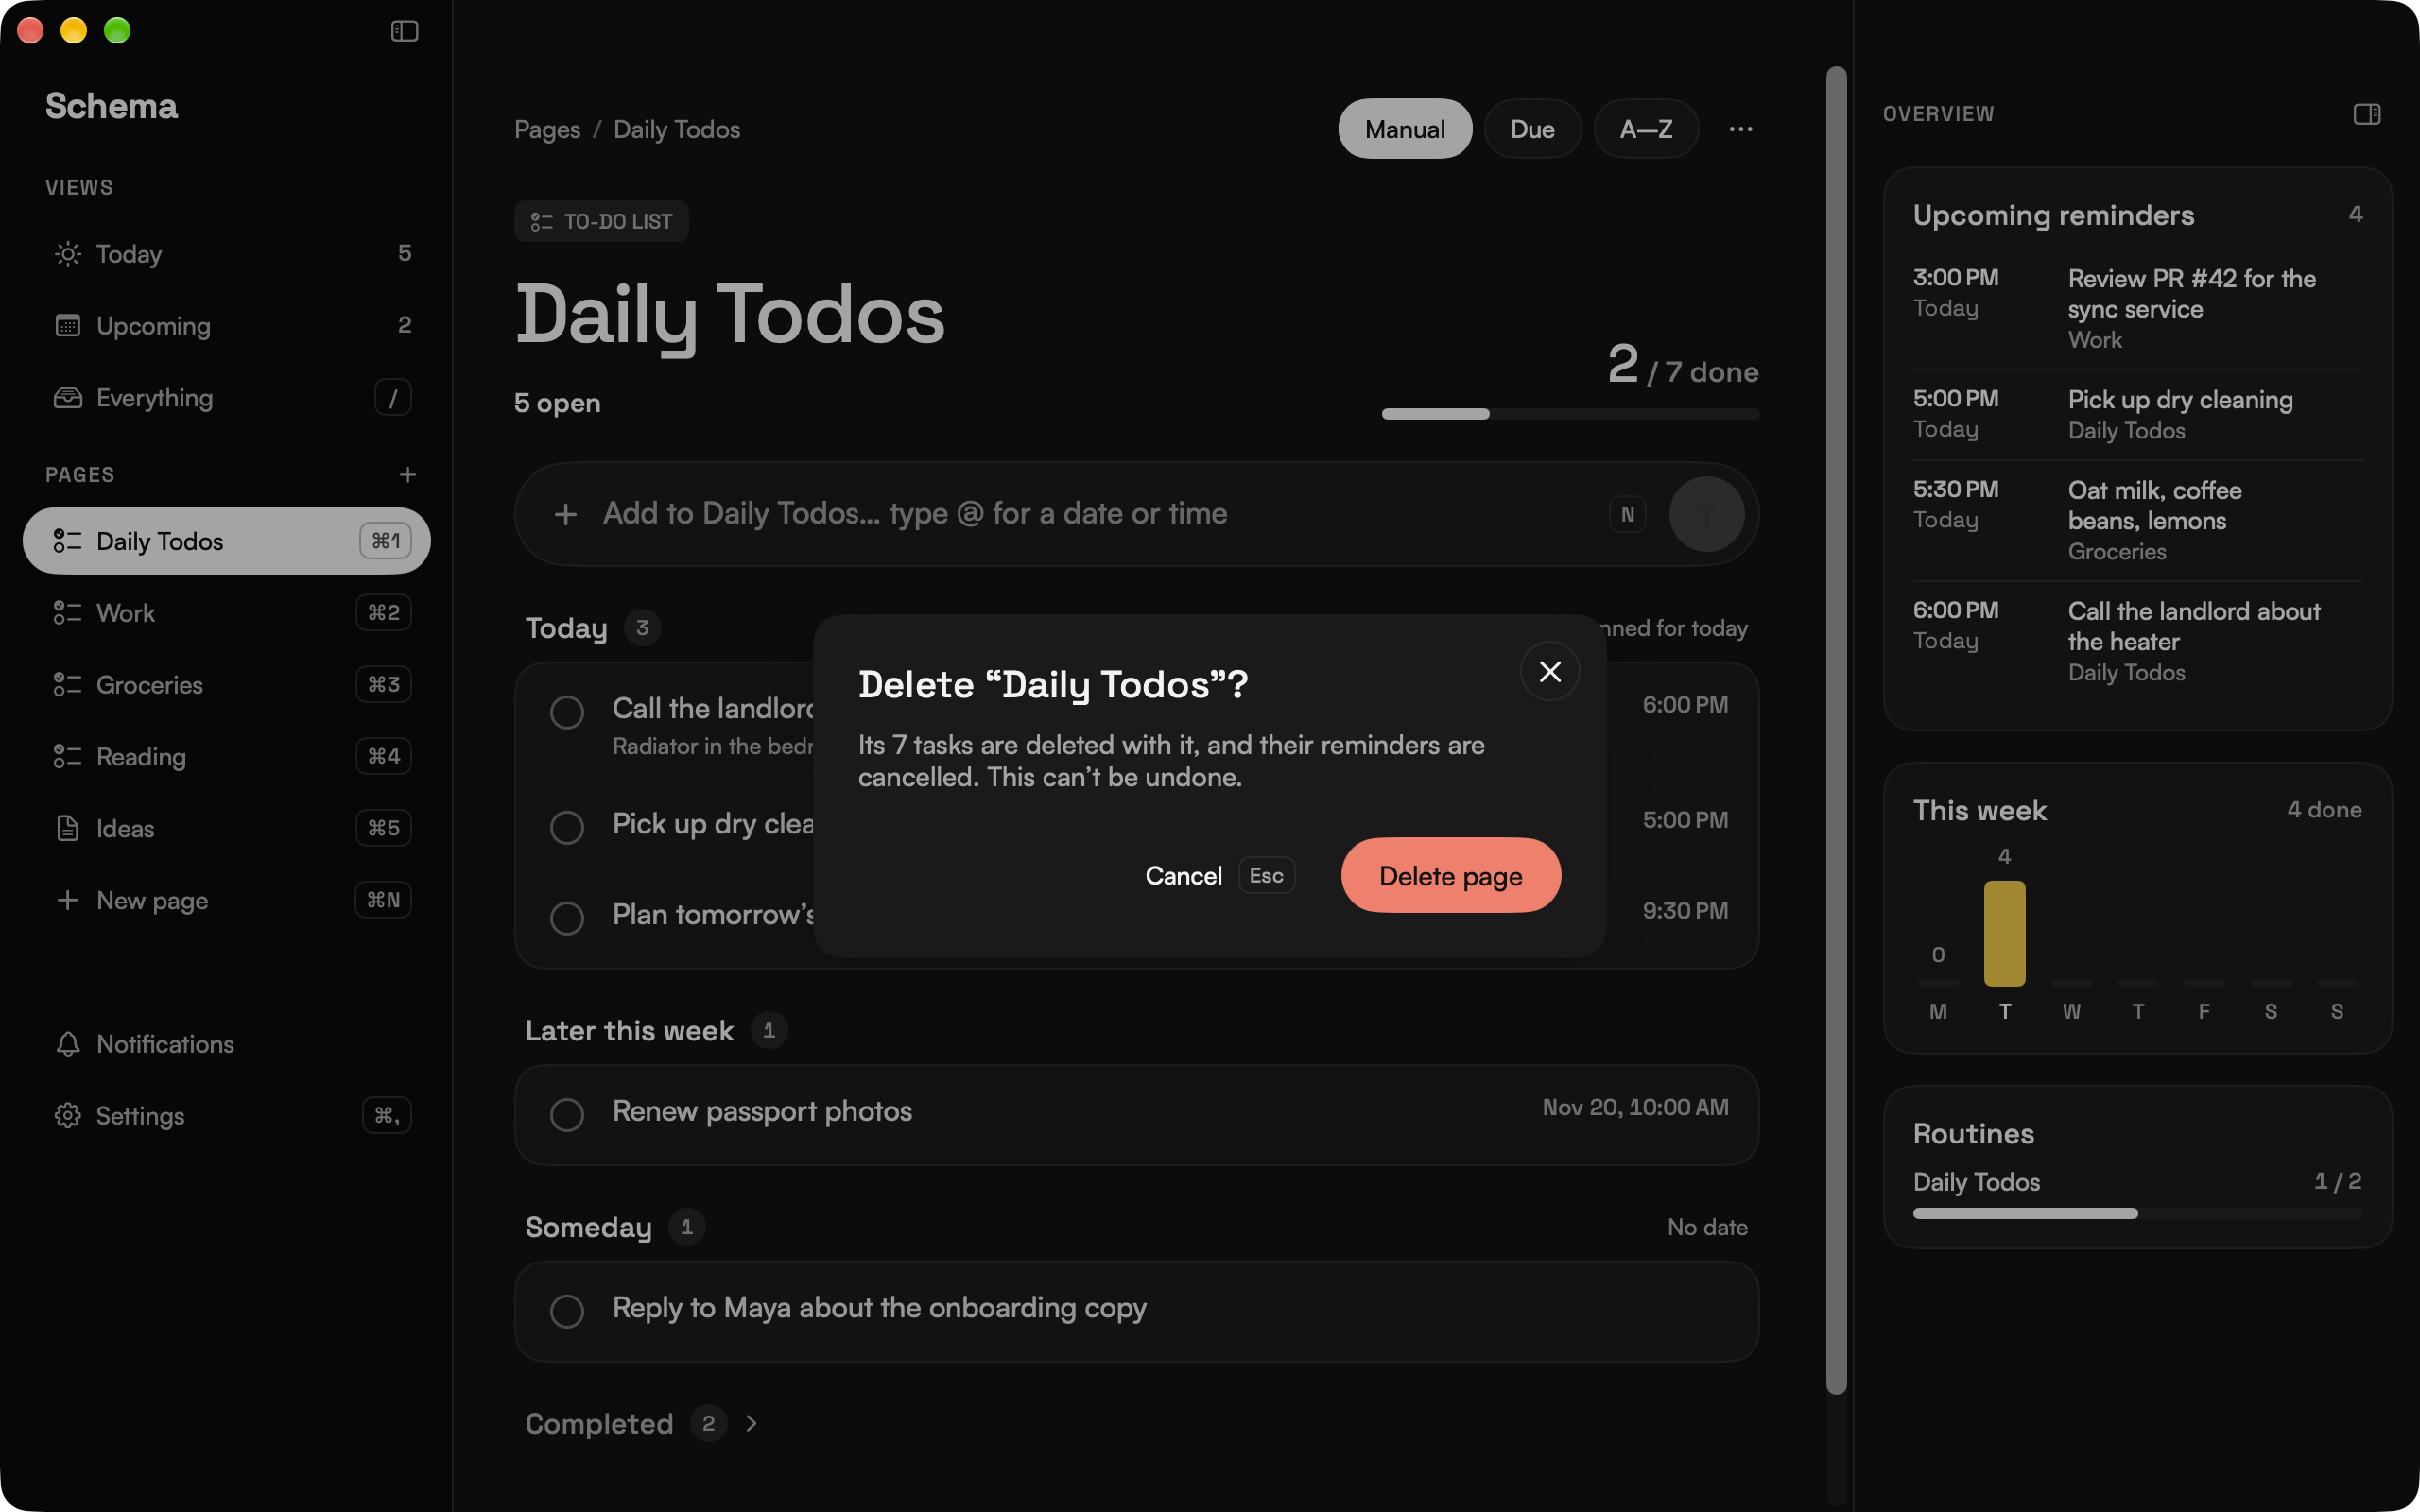 Schema
VIEWS
Today 5
Upcoming 2
Everything /
PAGES
Daily Todos ⌘1
Work ⌘2
Groceries ⌘3
Reading ⌘4
Ideas ⌘5
New page ⌘N
Notifications
Settings ⌘,
Pages / Daily Todos
Manual Due A—Z
TO-DO LIST
Daily Todos
5 open
2 / 7 done
Add to Daily Todos... type @ for a date or time N
Today 3
for today
Call the
6:00 PM
Radiator in the
Pick up dry
5:00 PM
Plan tomorrow’s
9:30 PM
Delete “Daily Todos”?
Its 7 tasks are deleted with it, and their reminders are
cancelled. This can’t be undone.
Cancel Esc Delete page
Later this week 1
Renew passport photos Nov 20, 10:00 AM
Someday 1 No date
Reply to Maya about the onboarding copy
Completed 2
OVERVIEW
Upcoming reminders 4
3:00 PM Review PR #42 for the
Today sync service
Work
5:00 PM Pick up dry cleaning
Today Daily Todos
5:30 PM Oat milk, coffee
Today beans, lemons
Groceries
6:00 PM Call the landlord about
Today the heater
Daily Todos
This week 4 done
4
0
M T W T F S S
Routines
Daily Todos 1 / 2